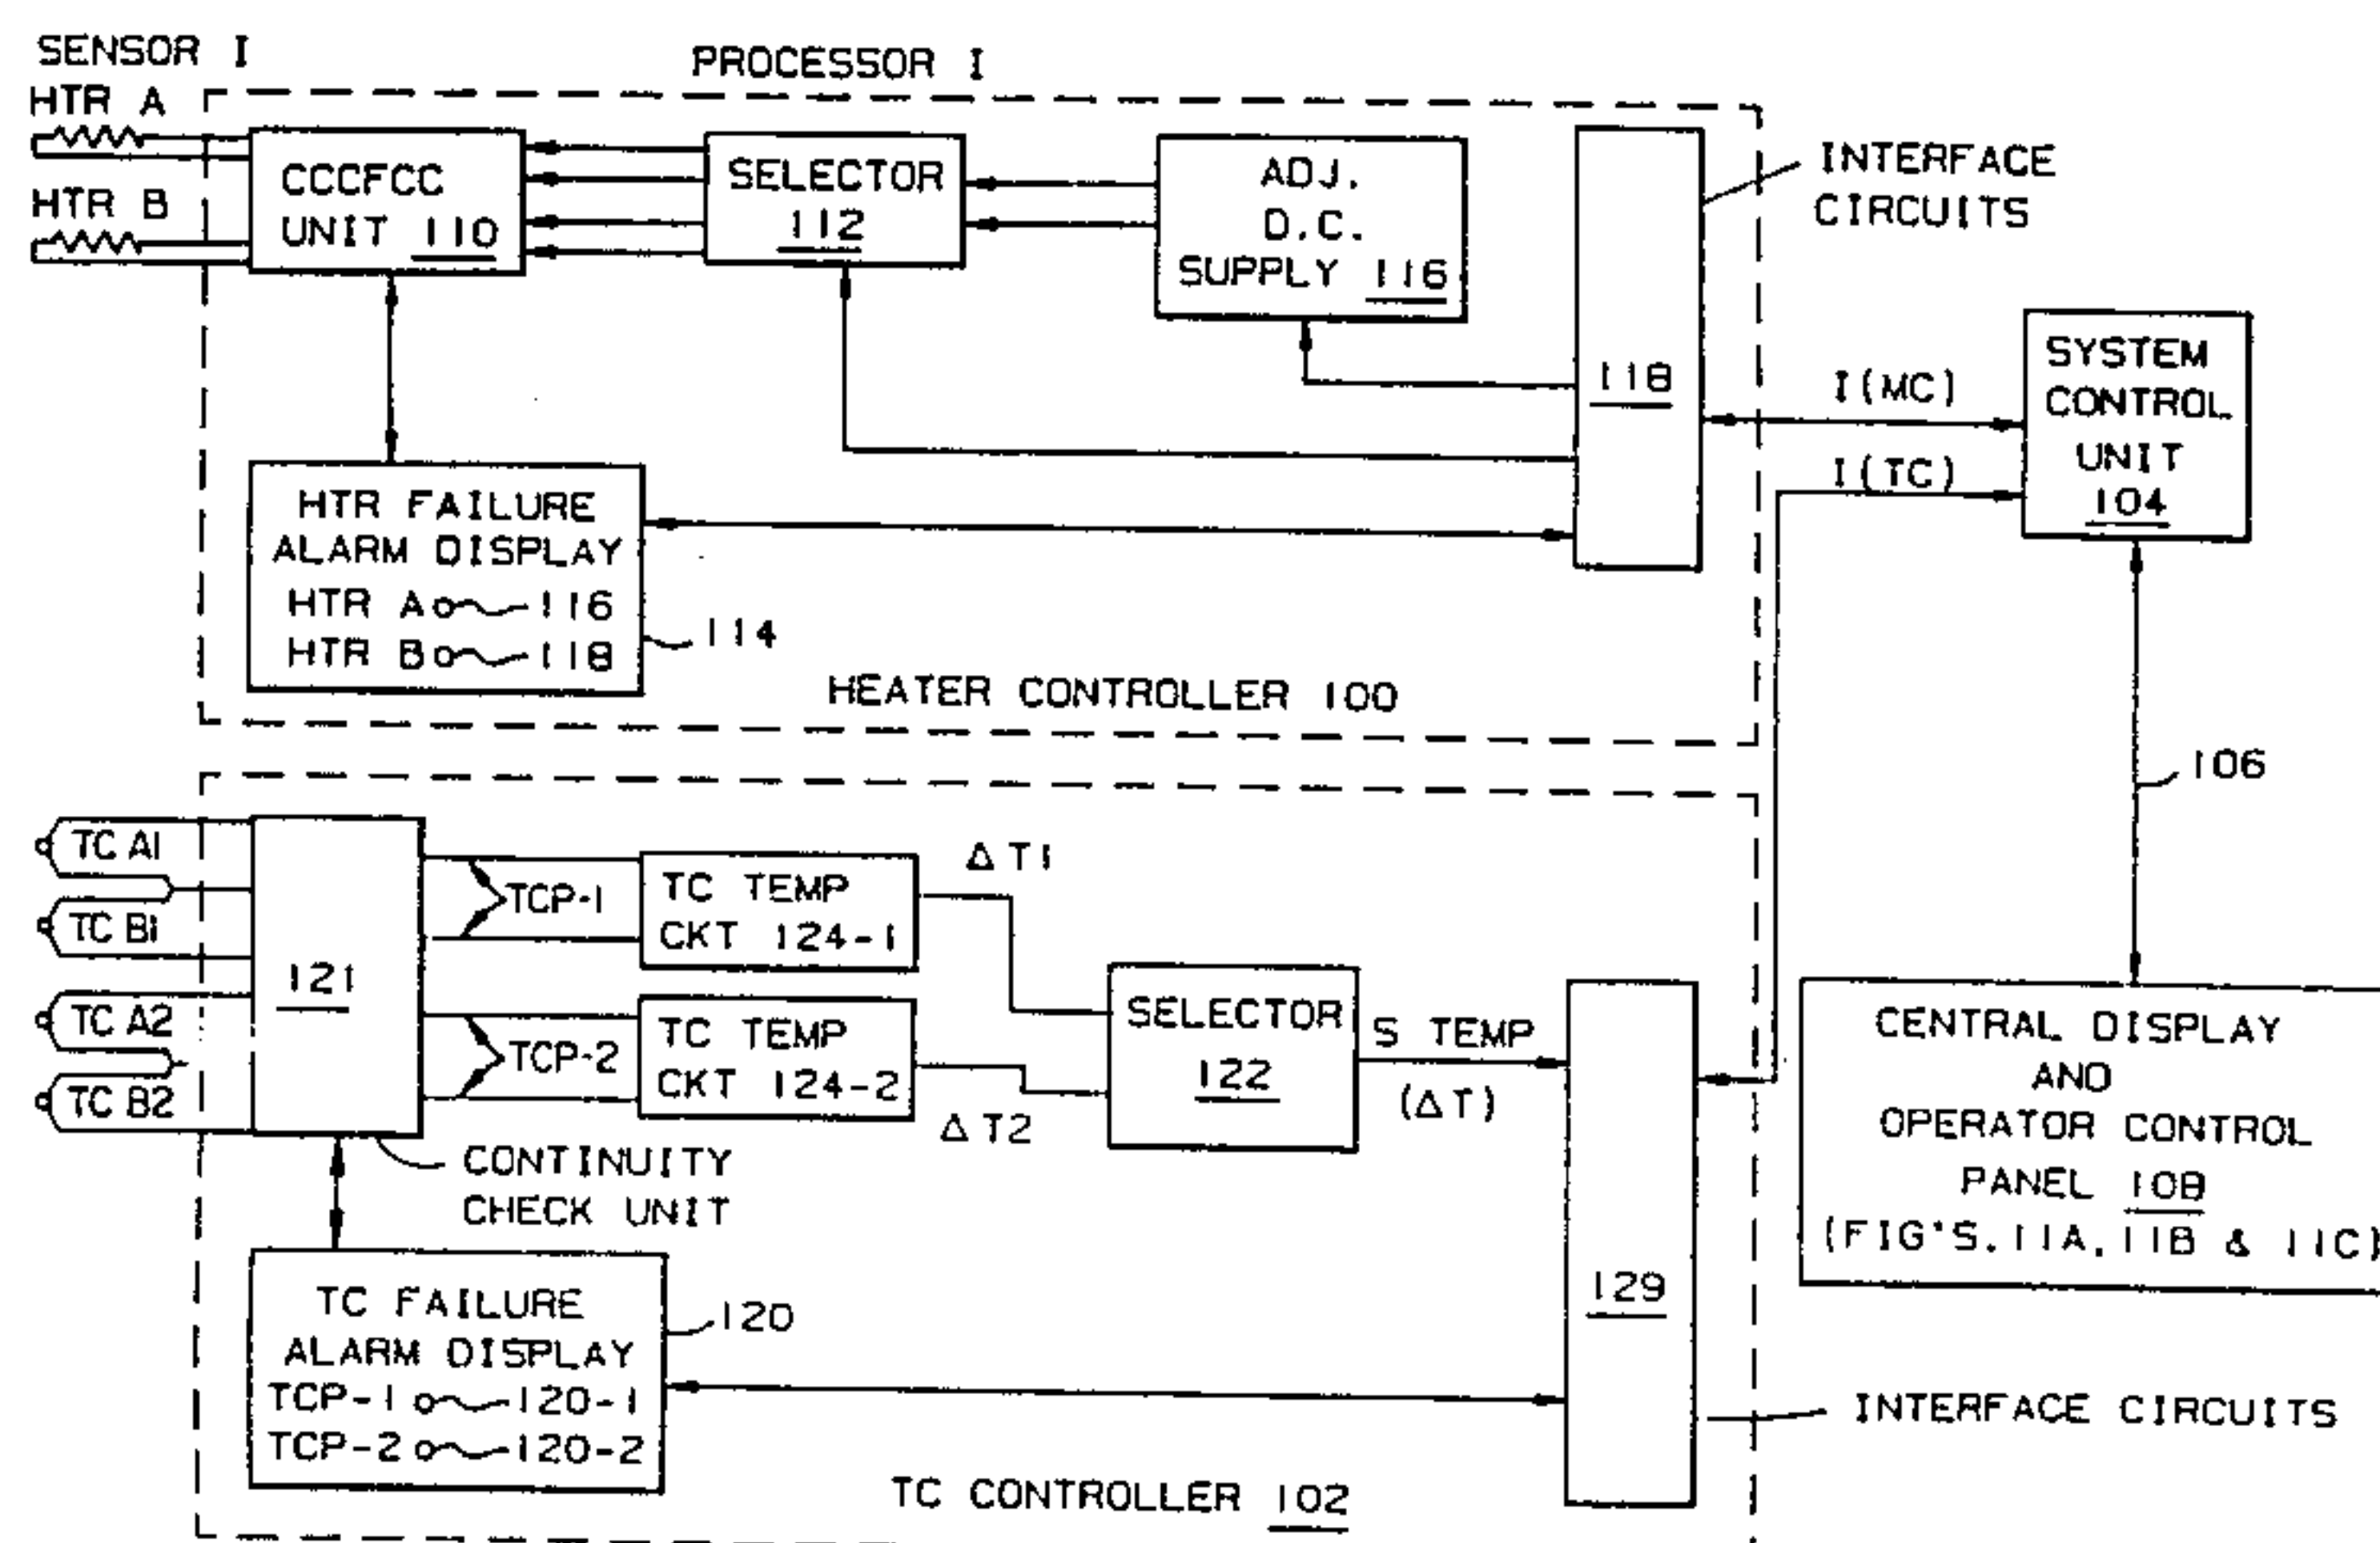 SENSOR I
PROCESSOR I
HTR A
HTR B
CCCFCC
UNIT 110
SELECTOR
112
ADJ.
D.C.
SUPPLY 116
118
INTERFACE
CIRCUITS
SYSTEM
CONTROL
UNIT
104
I(MC)
I(TC)
HTR FAILURE
ALARM DISPLAY
HTR A 116
HTR B 118
114
HEATER CONTROLLER 100
106
TC A1
TC B1
TC A2
TC B2
121
TCP-1
TCP-2
TC TEMP
CKT 124-1
TC TEMP
CKT 124-2
Δ T1
Δ T2
SELECTOR
122
S TEMP
(Δ T)
129
CONTINUITY
CHECK UNIT
CENTRAL DISPLAY
AND
OPERATOR CONTROL
PANEL 108
(FIG'S. 11A, 11B & 11C)
TC FAILURE
ALARM DISPLAY
TCP-1 120-1
TCP-2 120-2
120
INTERFACE CIRCUITS
TC CONTROLLER 102